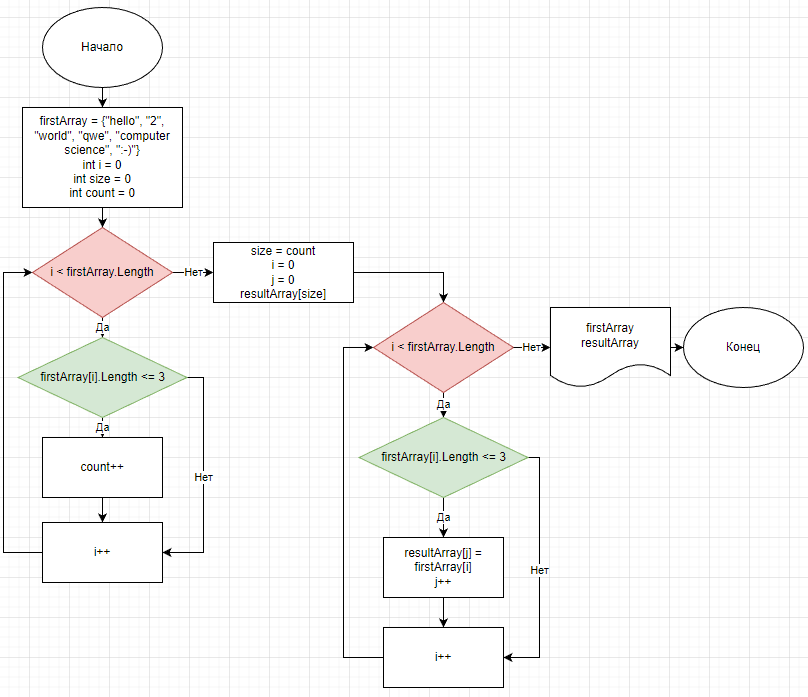 Начало
firstArray = {"hello", "2",
"world", "qwe", "computer
science", ":-)"}
int i = 0
int size = 0
int count = 0
i < firstArray.Length
Нет
Да
firstArray[i].Length <= 3
Да
Нет
count++
i++
size = count
i = 0
j = 0
resultArray[size]
i < firstArray.Length
Нет
Да
firstArray[i].Length <= 3
Да
Нет
resultArray[j] =
firstArray[i]
j++
i++
firstArray
resultArray
Конец